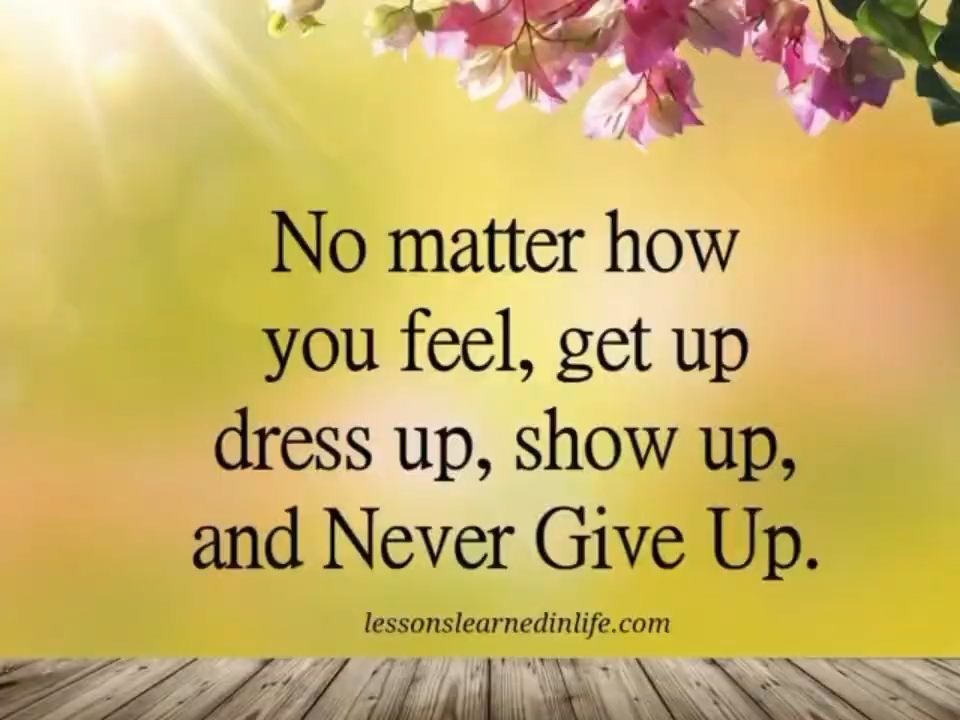 No matter how
you feel, get up
dress up, show up,
and Never Give Up.
lessonslearnedinlife.com